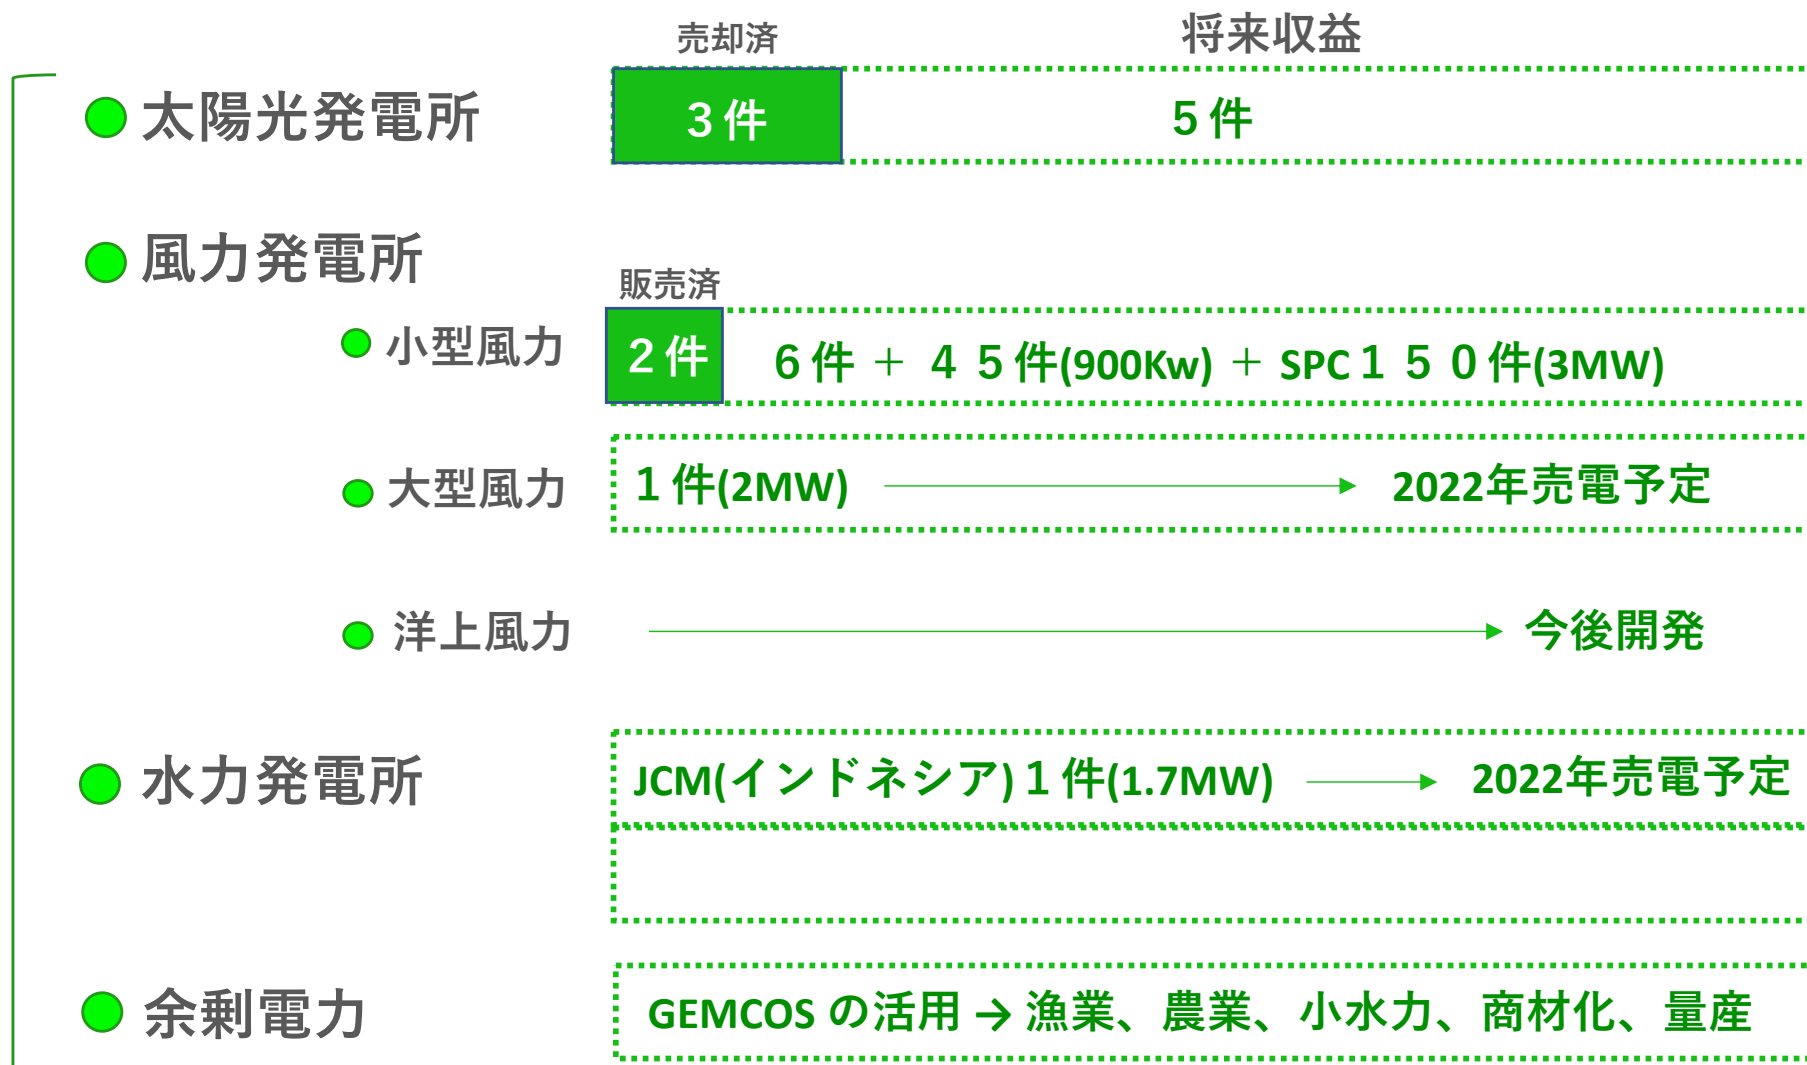 売却済 将来収益
太陽光発電所 ３件 ５件
風力発電所
販売済
小型風力 ２件 ６件 ＋ ４５件(900Kw) ＋ SPC１５０件(3MW)
大型風力 １件(2MW) 2022年売電予定
洋上風力 今後開発
水力発電所 JCM(インドネシア)１件(1.7MW) 2022年売電予定
余剰電力 GEMCOS の活用 → 漁業、農業、小水力、商材化、量産